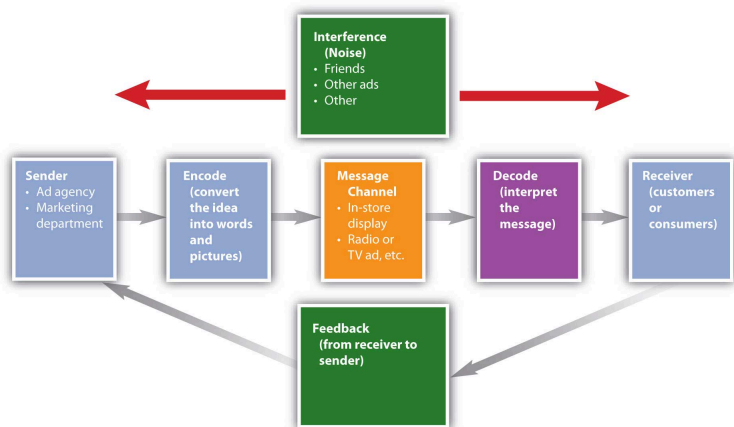 Interference
(Noise)
• Friends
• Other ads
• Other
Sender
• Ad agency
• Marketing
department
Encode
(convert
the idea
into words
and
pictures)
Message
Channel
• In-store
display
• Radio or
TV ad, etc.
Decode
(interpret
the
message)
Receiver
(customers
or
consumers)
Feedback
(from receiver to
sender)